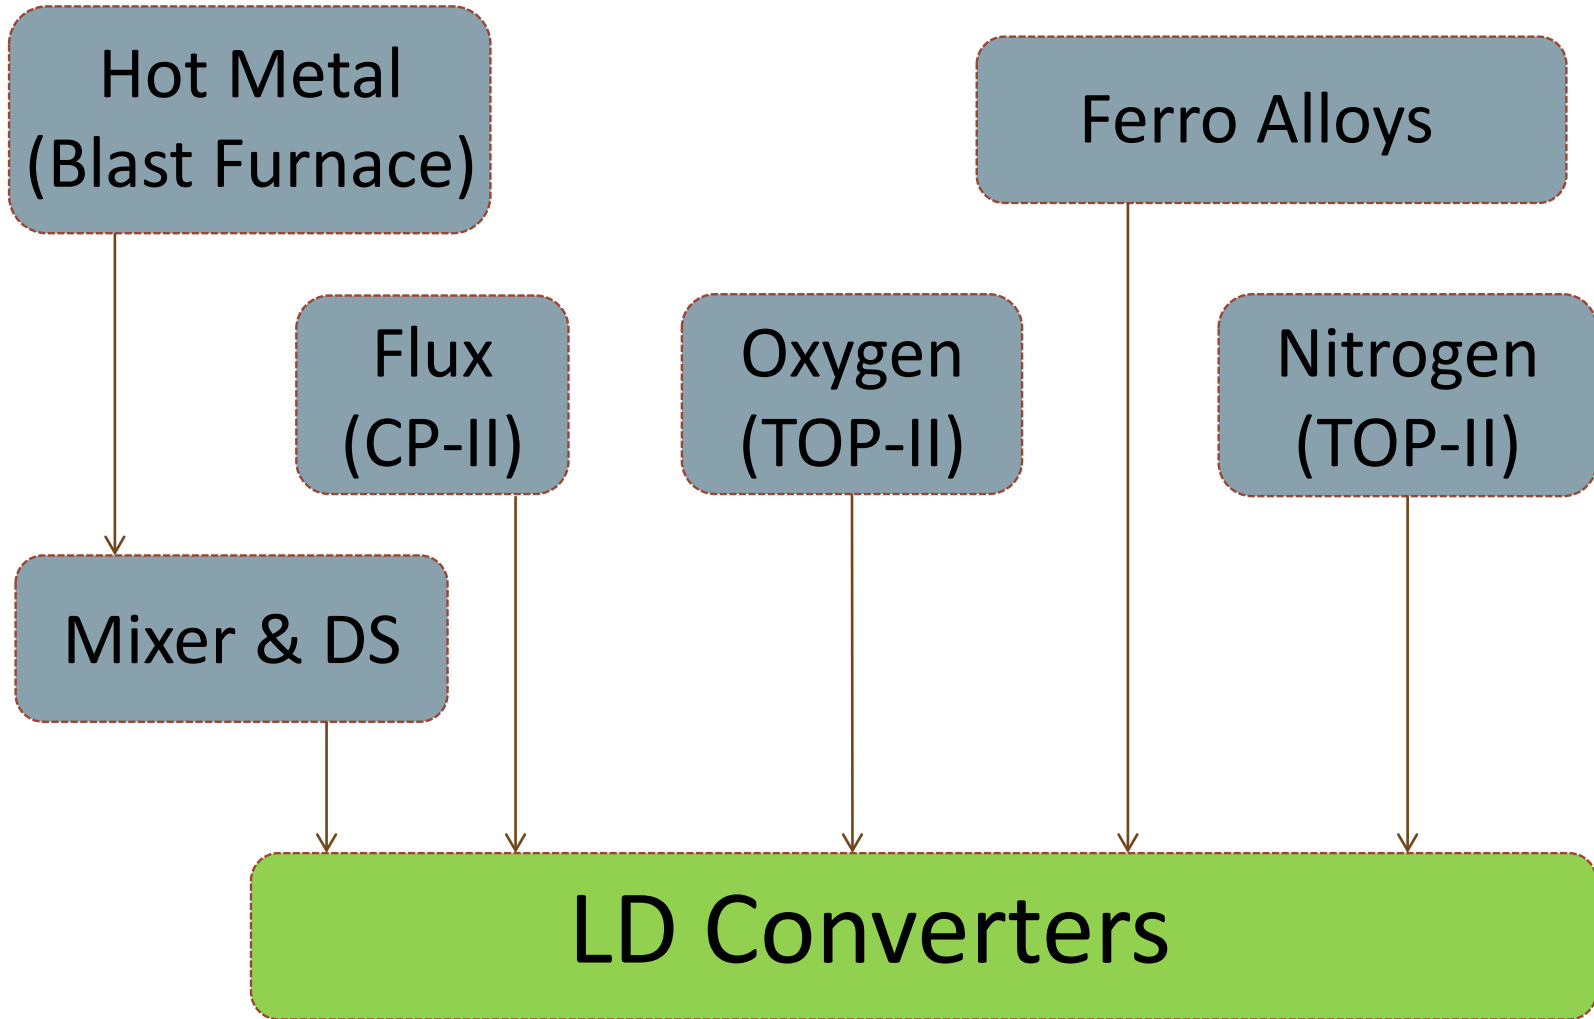 Hot Metal
(Blast Furnace)
Ferro Alloys
Flux
(CP-II)
Oxygen
(TOP-II)
Nitrogen
(TOP-II)
Mixer & DS
LD Converters